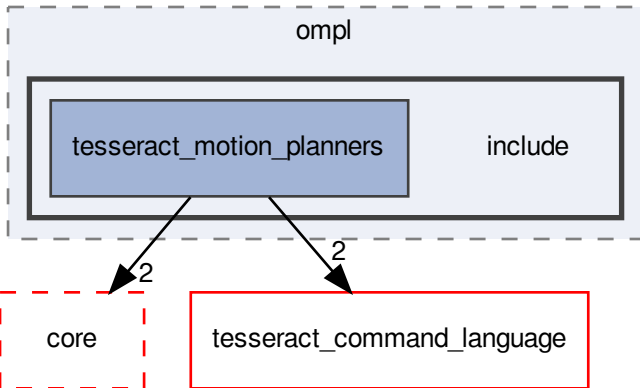 ompl
tesseract_motion_planners
include
2
2
core
tesseract_command_language